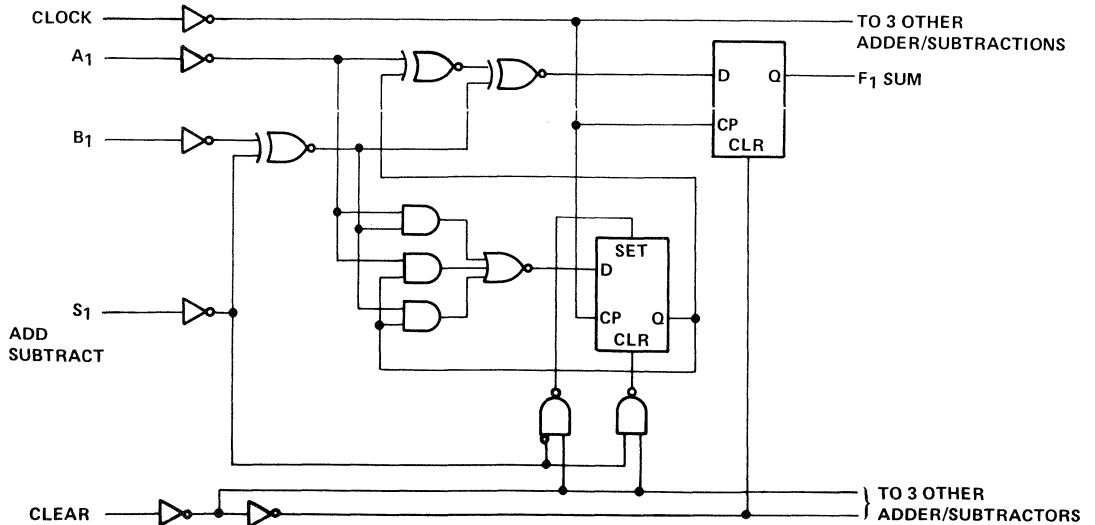 CLOCK
TO 3 OTHER
ADDER/SUBTRACTIONS
A1
D
Q
F1 SUM
B1
CP
CLR
SET
D
S1
CP
Q
ADD
SUBTRACT
CLR
CLEAR
TO 3 OTHER
ADDER/SUBTRACTORS